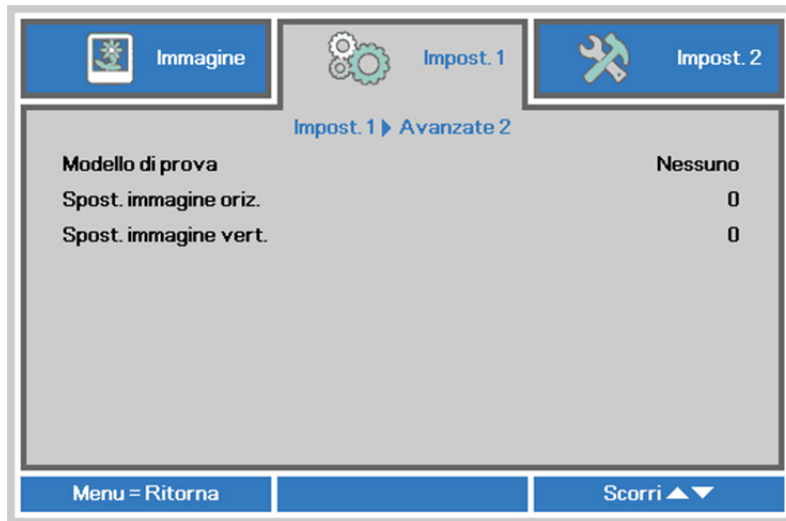 Immagine
Impost. 1
Impost. 2
Impost. 1 ▶ Avanzate 2
Modello di prova Nessuno
Spost. immagine oriz. 0
Spost. immagine vert. 0
Menu = Ritorna
Scorri ▲▼